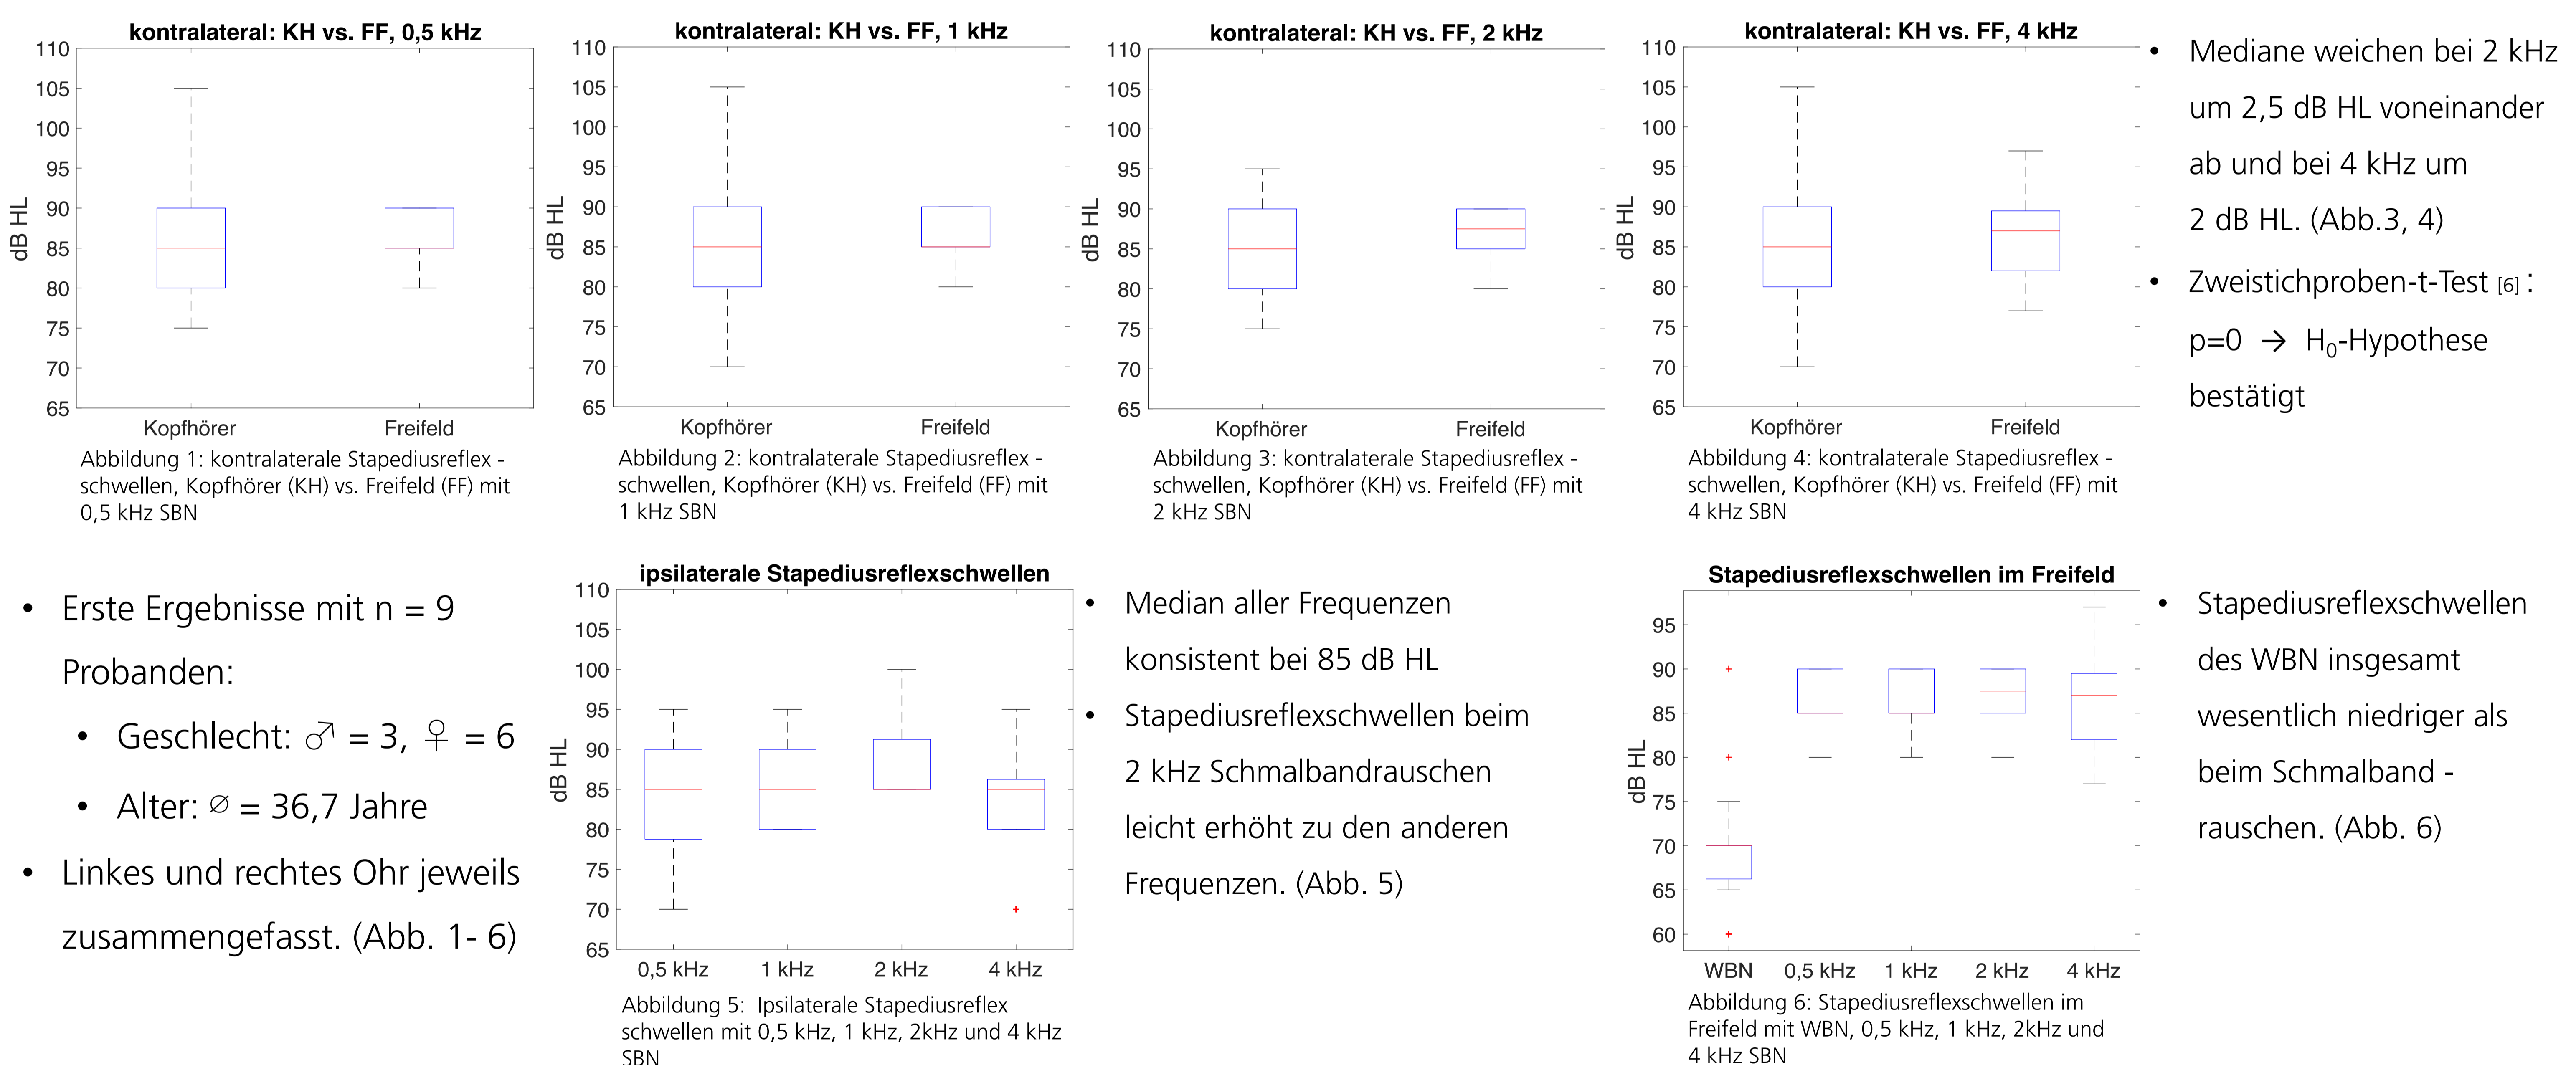 kontralateral: KH vs. FF, 0,5 kHz
110
105
100
95
90
85
80
75
70
65
dB HL
Kopfhörer
Freifeld
Abbildung 1: kontralaterale Stapediusreflex -
schwellen, Kopfhörer (KH) vs. Freifeld (FF) mit
0,5 kHz SBN
kontralateral: KH vs. FF, 1 kHz
110
105
100
95
90
85
80
75
70
65
dB HL
Kopfhörer
Freifeld
Abbildung 2: kontralaterale Stapediusreflex -
schwellen, Kopfhörer (KH) vs. Freifeld (FF) mit
1 kHz SBN
kontralateral: KH vs. FF, 2 kHz
110
105
100
95
90
85
80
75
70
65
dB HL
Kopfhörer
Freifeld
Abbildung 3: kontralaterale Stapediusreflex -
schwellen, Kopfhörer (KH) vs. Freifeld (FF) mit
2 kHz SBN
kontralateral: KH vs. FF, 4 kHz
110
105
100
95
90
85
80
75
70
65
dB HL
Kopfhörer
Freifeld
Abbildung 4: kontralaterale Stapediusreflex -
schwellen, Kopfhörer (KH) vs. Freifeld (FF) mit
4 kHz SBN
• Mediane weichen bei 2 kHz
um 2,5 dB HL voneinander
ab und bei 4 kHz um
2 dB HL. (Abb.3, 4)
• Zweistichproben-t-Test [6] :
p=0 → H₀-Hypothese
bestätigt
• Erste Ergebnisse mit n = 9
Probanden:
• Geschlecht: ♂ = 3, ♀ = 6
• Alter: ∅ = 36,7 Jahre
• Linkes und rechtes Ohr jeweils
zusammengefasst. (Abb. 1- 6)
ipsilaterale Stapediusreflexschwellen
110
105
100
95
90
85
80
75
70
65
dB HL
0,5 kHz
1 kHz
2 kHz
4 kHz
Abbildung 5: Ipsilaterale Stapediusreflex
schwellen mit 0,5 kHz, 1 kHz, 2kHz und 4 kHz
SBN
• Median aller Frequenzen
konsistent bei 85 dB HL
• Stapediusreflexschwellen beim
2 kHz Schmalbandrauschen
leicht erhöht zu den anderen
Frequenzen. (Abb. 5)
Stapediusreflexschwellen im Freifeld
95
90
85
80
75
70
65
60
dB HL
WBN
0,5 kHz
1 kHz
2 kHz
4 kHz
Abbildung 6: Stapediusreflexschwellen im
Freifeld mit WBN, 0,5 kHz, 1 kHz, 2kHz und
4 kHz SBN
• Stapediusreflexschwellen
des WBN insgesamt
wesentlich niedriger als
beim Schmalband -
rauschen. (Abb. 6)